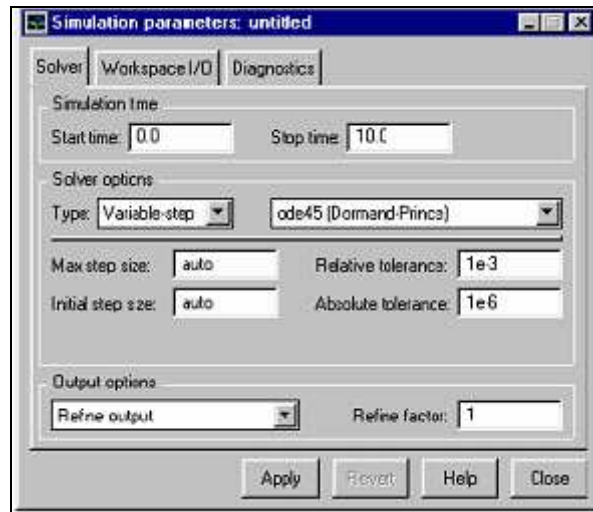 Simulation parameters: untitled
Solver Workspace I/O Diagnostics
Simulation time
Start time: 0.0 Stop time: 10.0
Solver options
Type: Variable-step ode45 (Dormand-Prince)
Max step size: auto Relative tolerance: 1e-3
Initial step size: auto Absolute tolerance: 1e6
Output options
Refine output Refine factor: 1
Apply Revert Help Close